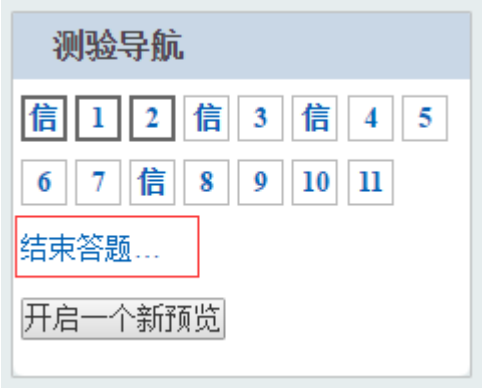 测验导航
信 1 2 信 3 信 4 5
6 7 信 8 9 10 11
结束答题...
开启一个新预览